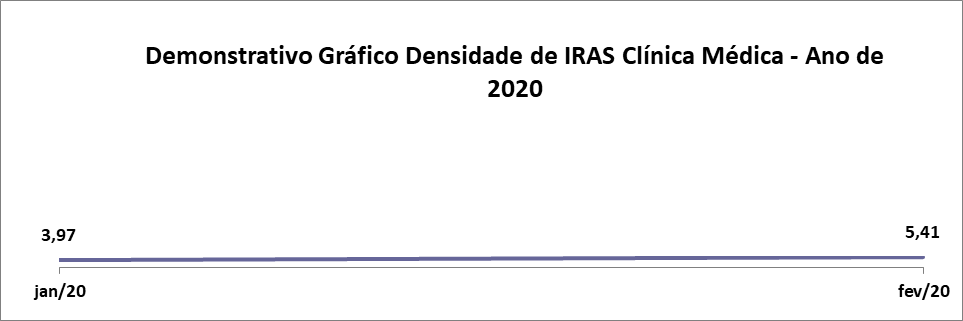 Demonstrativo Gráfico Densidade de IRAS Clínica Médica - Ano de
2020
3,97
5,41
jan/20
fev/20